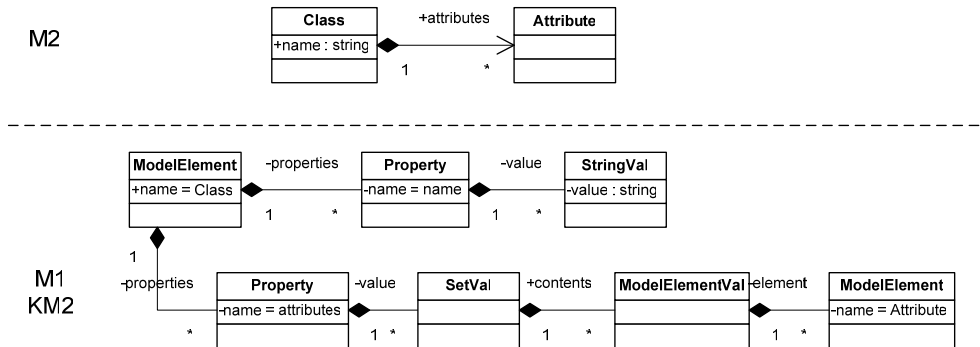 M2
Class
+attributes
Attribute
+name : string
1
*
ModelElement
-properties
Property
-value
StringVal
+name = Class
-name = name
-value : string
1
*
1
*
1
M1
KM2
-properties
Property
-value
SetVal
+contents
ModelElementVal
-element
ModelElement
-name = attributes
-name = Attribute
*
1
*
1
*
1
*